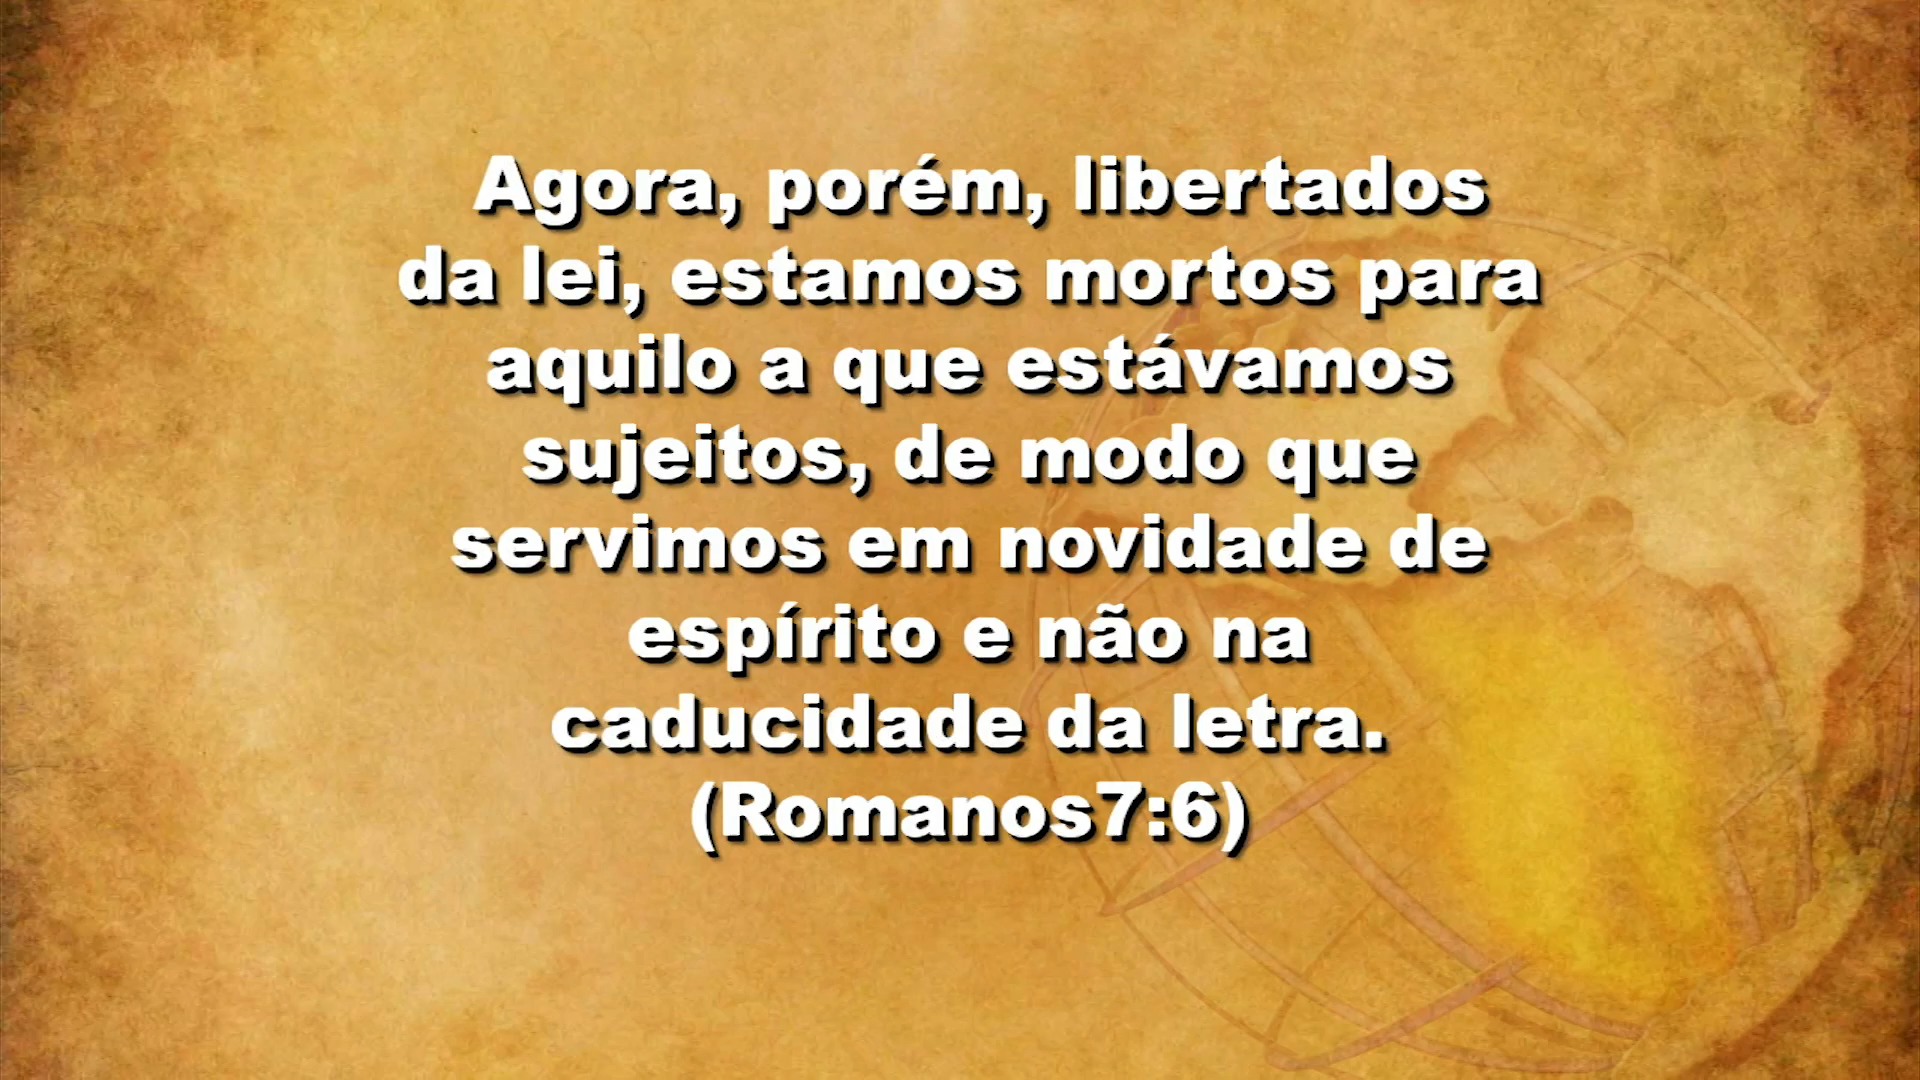 Agora, porém, libertados
da lei, estamos mortos para
aquilo a que estávamos
sujeitos, de modo que
servimos em novidade de
espírito e não na
caducidade da letra.
(Romanos7:6)